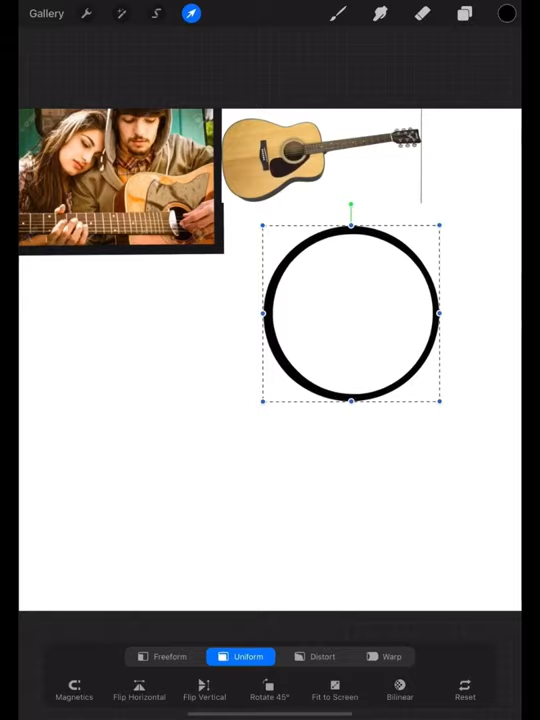 Gallery
Freeform Uniform Distort Warp
Magnetics Flip Horizontal Flip Vertical Rotate 45° Fit to Screen Bilinear Reset